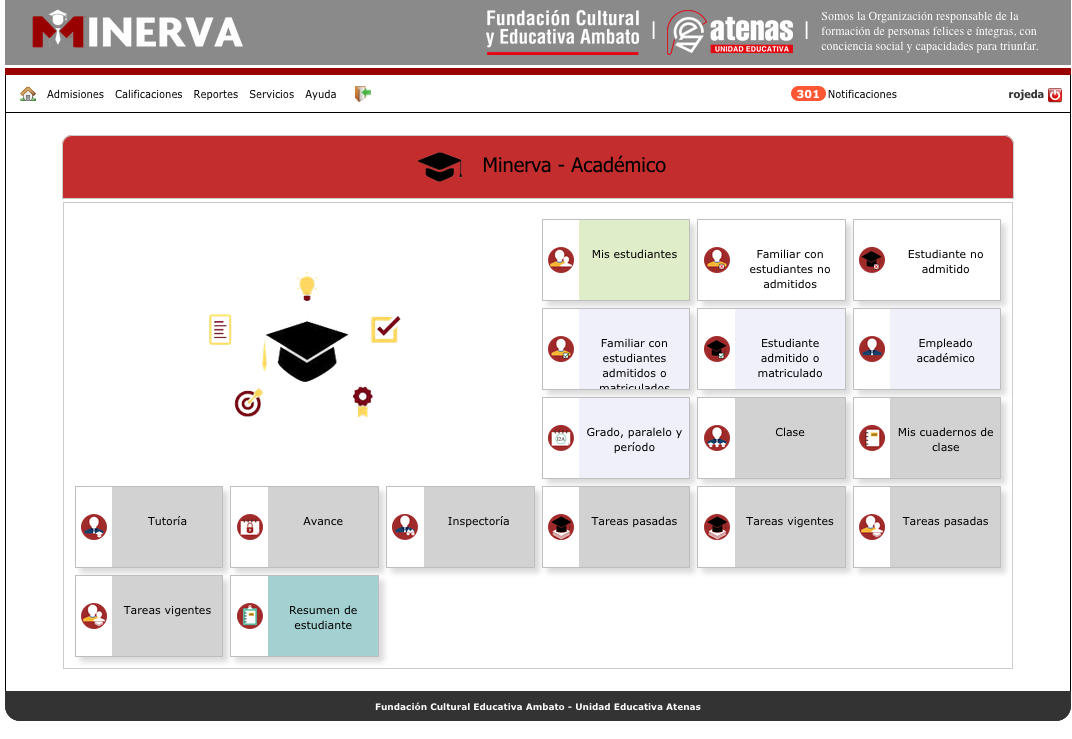 MINERVA
Fundación Cultural
y Educativa Ambato
atenas
UNIDAD EDUCATIVA
Somos la Organización responsable de la
formación de personas felices e íntegras, con
conciencia social y capacidades para triunfar.
Admisiones Calificaciones Reportes Servicios Ayuda
301 Notificaciones
rojeda
Minerva - Académico
Mis estudiantes
Familiar con
estudiantes no
admitidos
Estudiante no
admitido
Familiar con
estudiantes
admitidos o
matriculados
Estudiante
admitido o
matriculado
Empleado
académico
Grado, paralelo y
período
Clase
Mis cuadernos de
clase
Tutoría
Avance
Inspectoría
Tareas pasadas
Tareas vigentes
Tareas pasadas
Tareas vigentes
Resumen de
estudiante
Fundación Cultural Educativa Ambato - Unidad Educativa Atenas